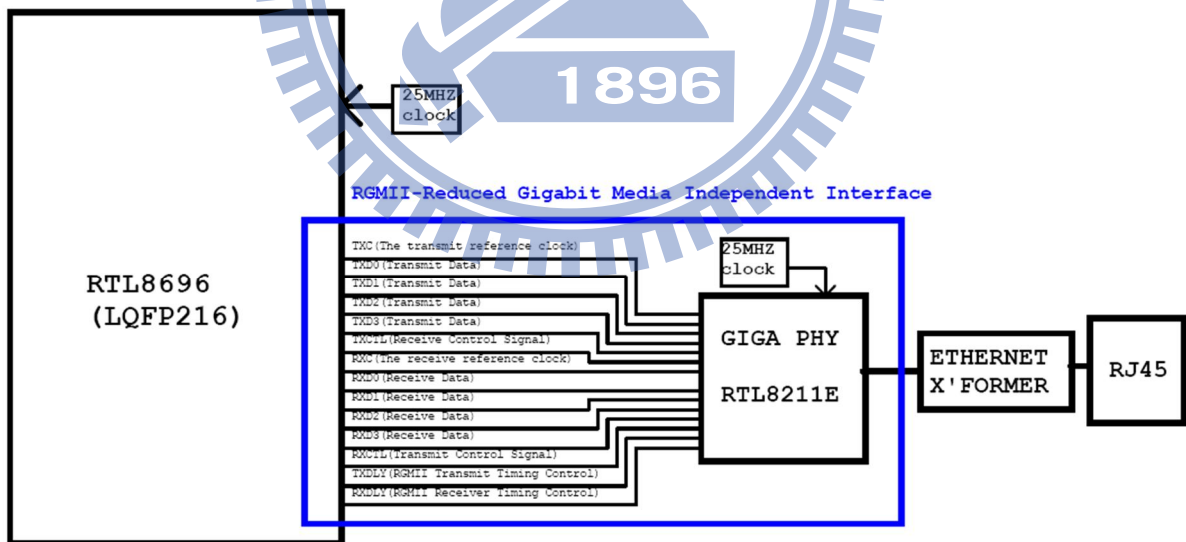 1896
25MHZ
clock
RGMII-Reduced Gigabit Media Independent Interface
TXC(The transmit reference clock)
TXD0(Transmit Data)
TXD1(Transmit Data)
TXD2(Transmit Data)
TXD3(Transmit Data)
TXCTL(Receive Control Signal)
RXC(The receive reference clock)
RXD0(Receive Data)
RXD1(Receive Data)
RXD2(Receive Data)
RXD3(Receive Data)
RXCTL(Transmit Control Signal)
TXDLY(RGMII Transmit Timing Control)
RXDLY(RGMII Receiver Timing Control)
RTL8696
(LQFP216)
25MHZ
clock
GIGA PHY
RTL8211E
ETHERNET
X'FORMER
RJ45